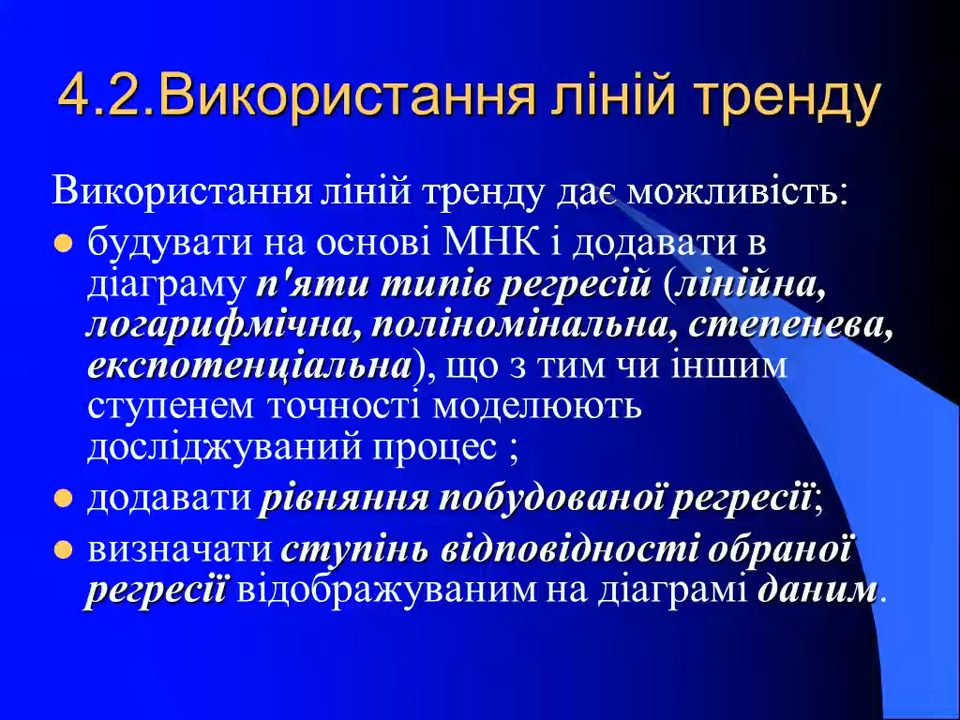 4.2.Використання ліній тренду
Використання ліній тренду дає можливість:
будувати на основі МНК і додавати в
діаграму п'яти типів регресій (лінійна,
логарифмічна, поліномінальна, степенева,
експотенціальна), що з тим чи іншим
ступенем точності моделюють
досліджуваний процес ;
додавати рівняння побудованої регресії;
визначати ступінь відповідності обраної
регресії відображуваним на діаграмі даним.